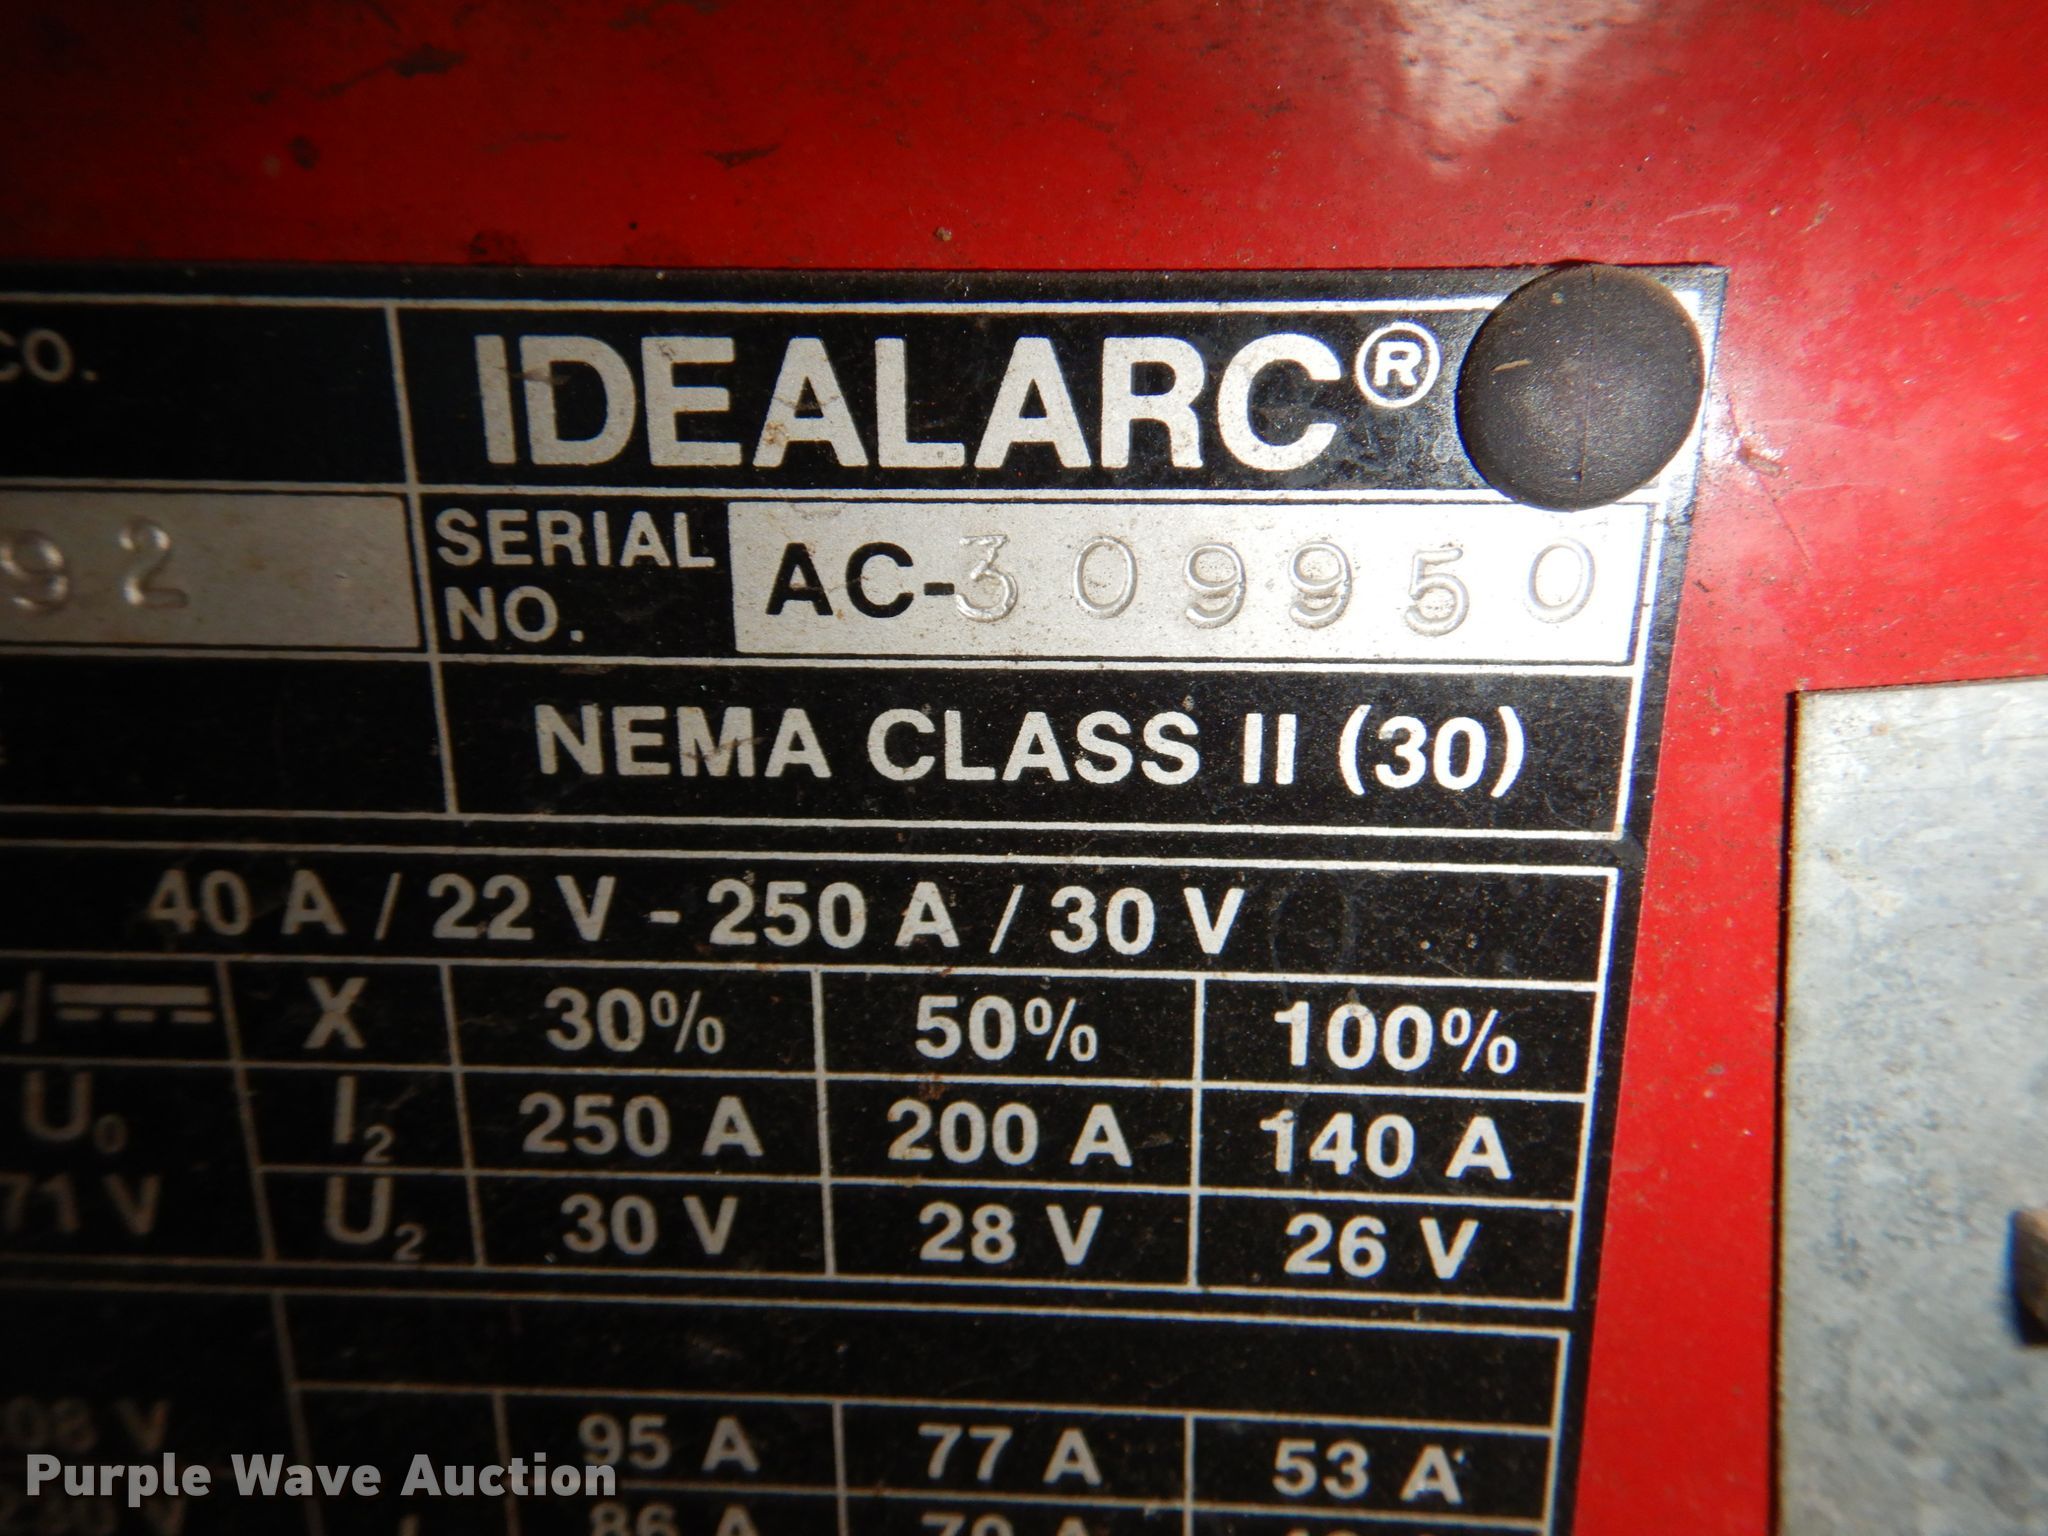 CO.
IDEALARC®
92
SERIAL NO.
AC-309950
NEMA CLASS II (30)
40 A / 22 V - 250 A / 30 V
X 30% 50% 100%
U₀ I₂ 250 A 200 A 140 A
71 V U₂ 30 V 28 V 26 V
95 A 77 A 53 A
86 A
Purple Wave Auction